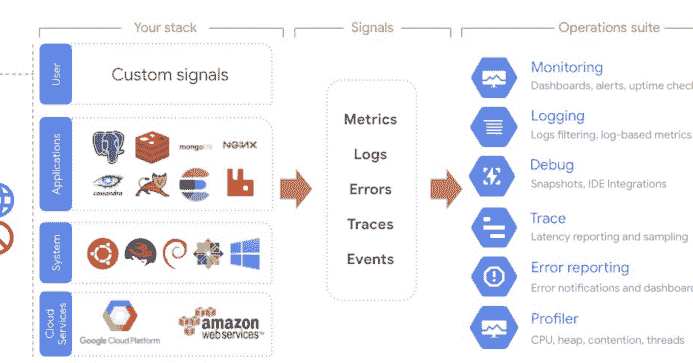 Your stack
Signals
Operations suite
User
Custom signals
Applications
mongoDB
NGINX
cassandra
System
Cloud
Services
Google Cloud Platform
amazon
web services™
Metrics
Logs
Errors
Traces
Events
Monitoring
Dashboards, alerts, uptime check
Logging
Logs filtering, log-based metrics
Debug
Snapshots, IDE Integrations
Trace
Latency reporting and sampling
Error reporting
Error notifications and dashboard
Profiler
CPU, heap, contention, threads